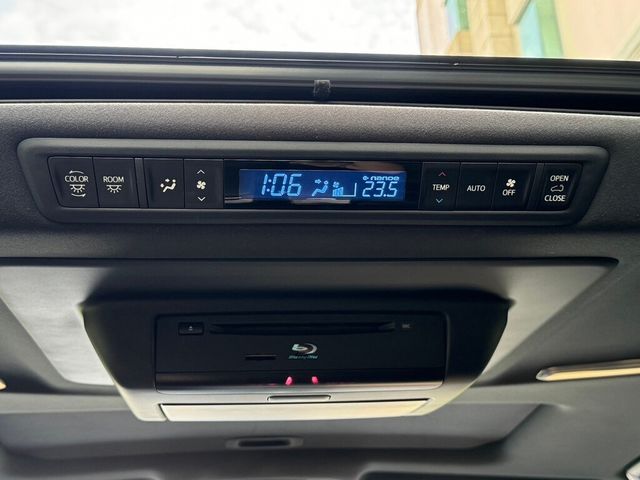 COLOR
ROOM
1:06
nanoe
23.5
TEMP
AUTO
OFF
OPEN
CLOSE
Blu-ray Disc